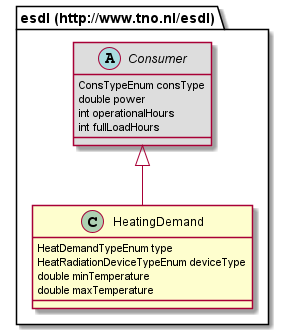 esdl (http://www.tno.nl/esdl)
A Consumer
ConsTypeEnum consType
double power
int operationalHours
int fullLoadHours
C HeatingDemand
HeatDemandTypeEnum type
HeatRadiationDeviceTypeEnum deviceType
double minTemperature
double maxTemperature